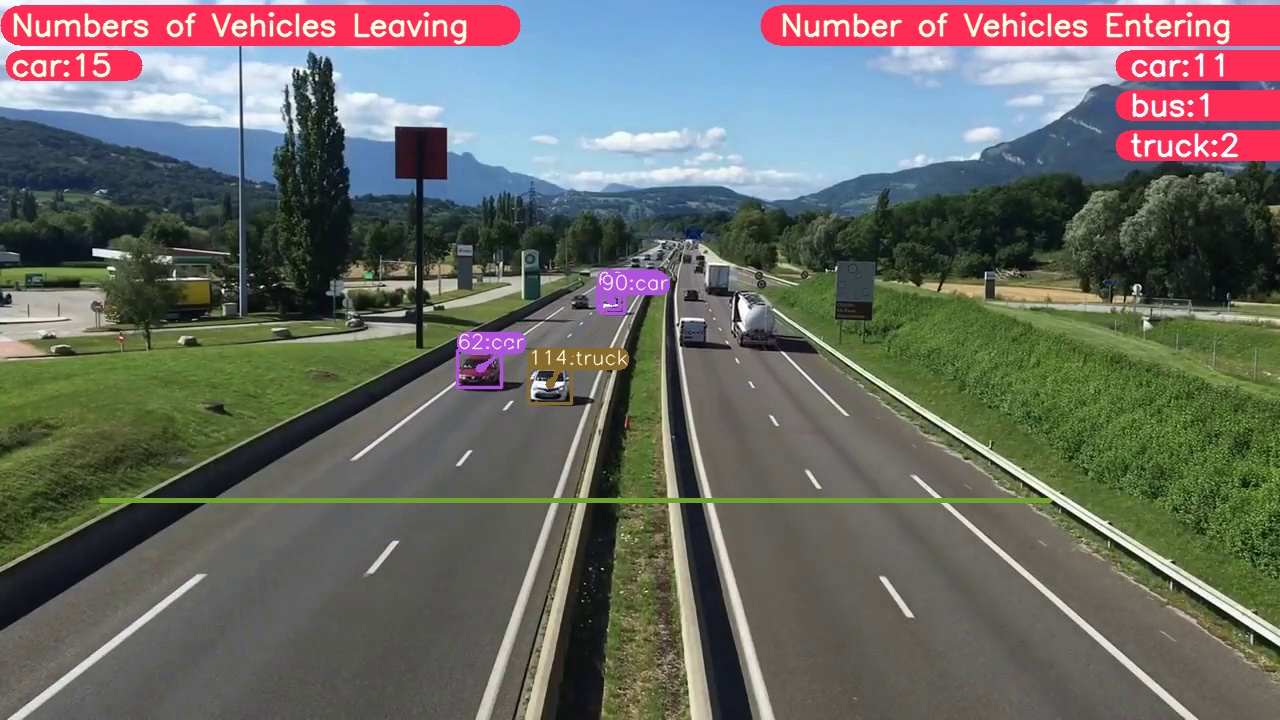 Numbers of Vehicles Leaving
Number of Vehicles Entering
car:15
car:11
bus:1
truck:2
90:car
62:car
114:truck